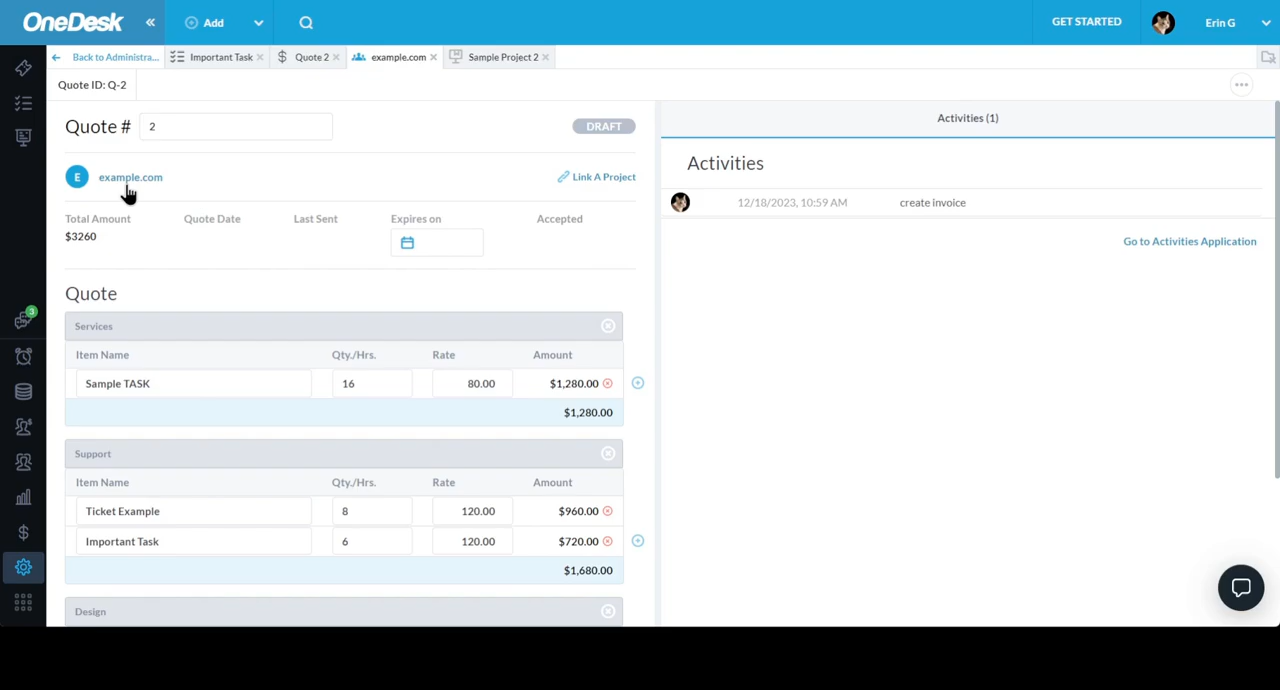 OneDesk « Add GET STARTED Erin G
Back to Administra... Important Task Quote 2 example.com Sample Project 2
Quote ID: Q-2
Quote # 2 DRAFT
E example.com Link A Project
Total Amount Quote Date Last Sent Expires on Accepted
$3260
Quote
Services
Item Name Qty./Hrs. Rate Amount
Sample TASK 16 80.00 $1,280.00
$1,280.00
Support
Item Name Qty./Hrs. Rate Amount
Ticket Example 8 120.00 $960.00
Important Task 6 120.00 $720.00
$1,680.00
Design
Activities (1)
Activities
12/18/2023, 10:59 AM create invoice
Go to Activities Application
3